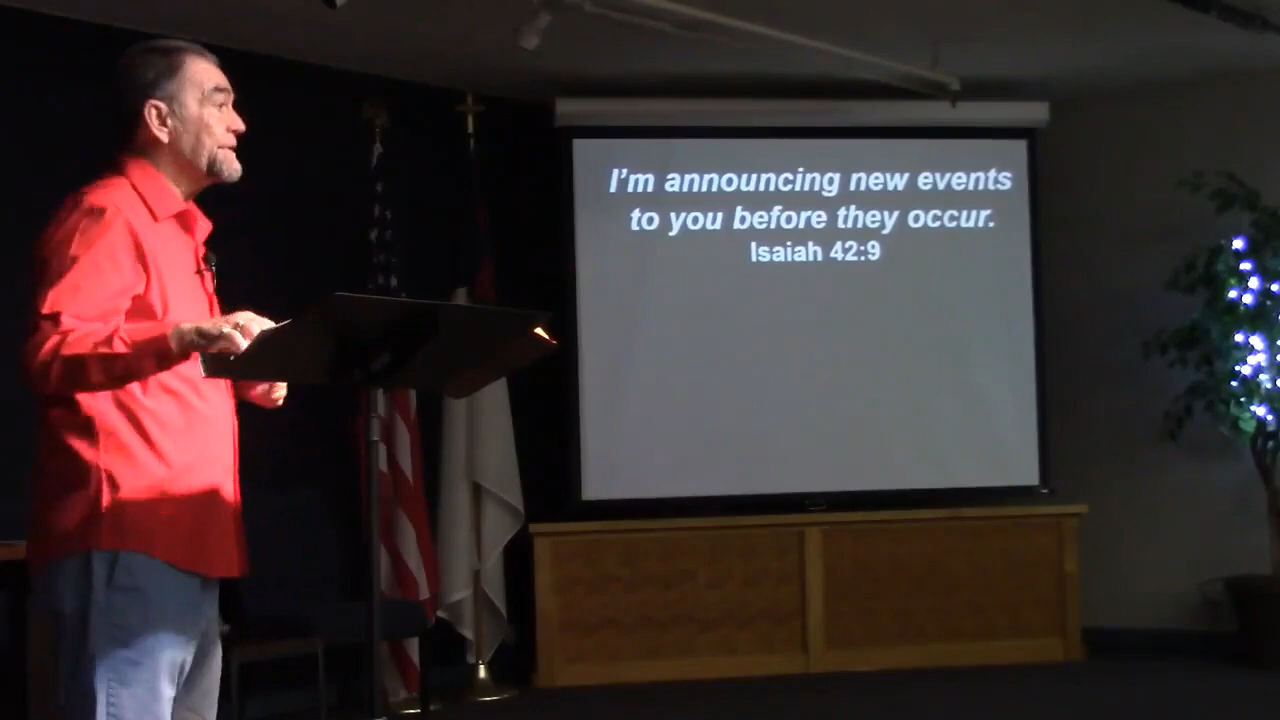 I'm announcing new events
to you before they occur.
Isaiah 42:9